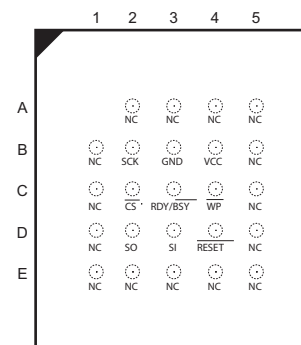 1 2 3 4 5
A
NC NC NC NC
B
NC SCK GND VCC NC
C
NC CS RDY/BSY WP NC
D
NC SO SI RESET NC
E
NC NC NC NC NC